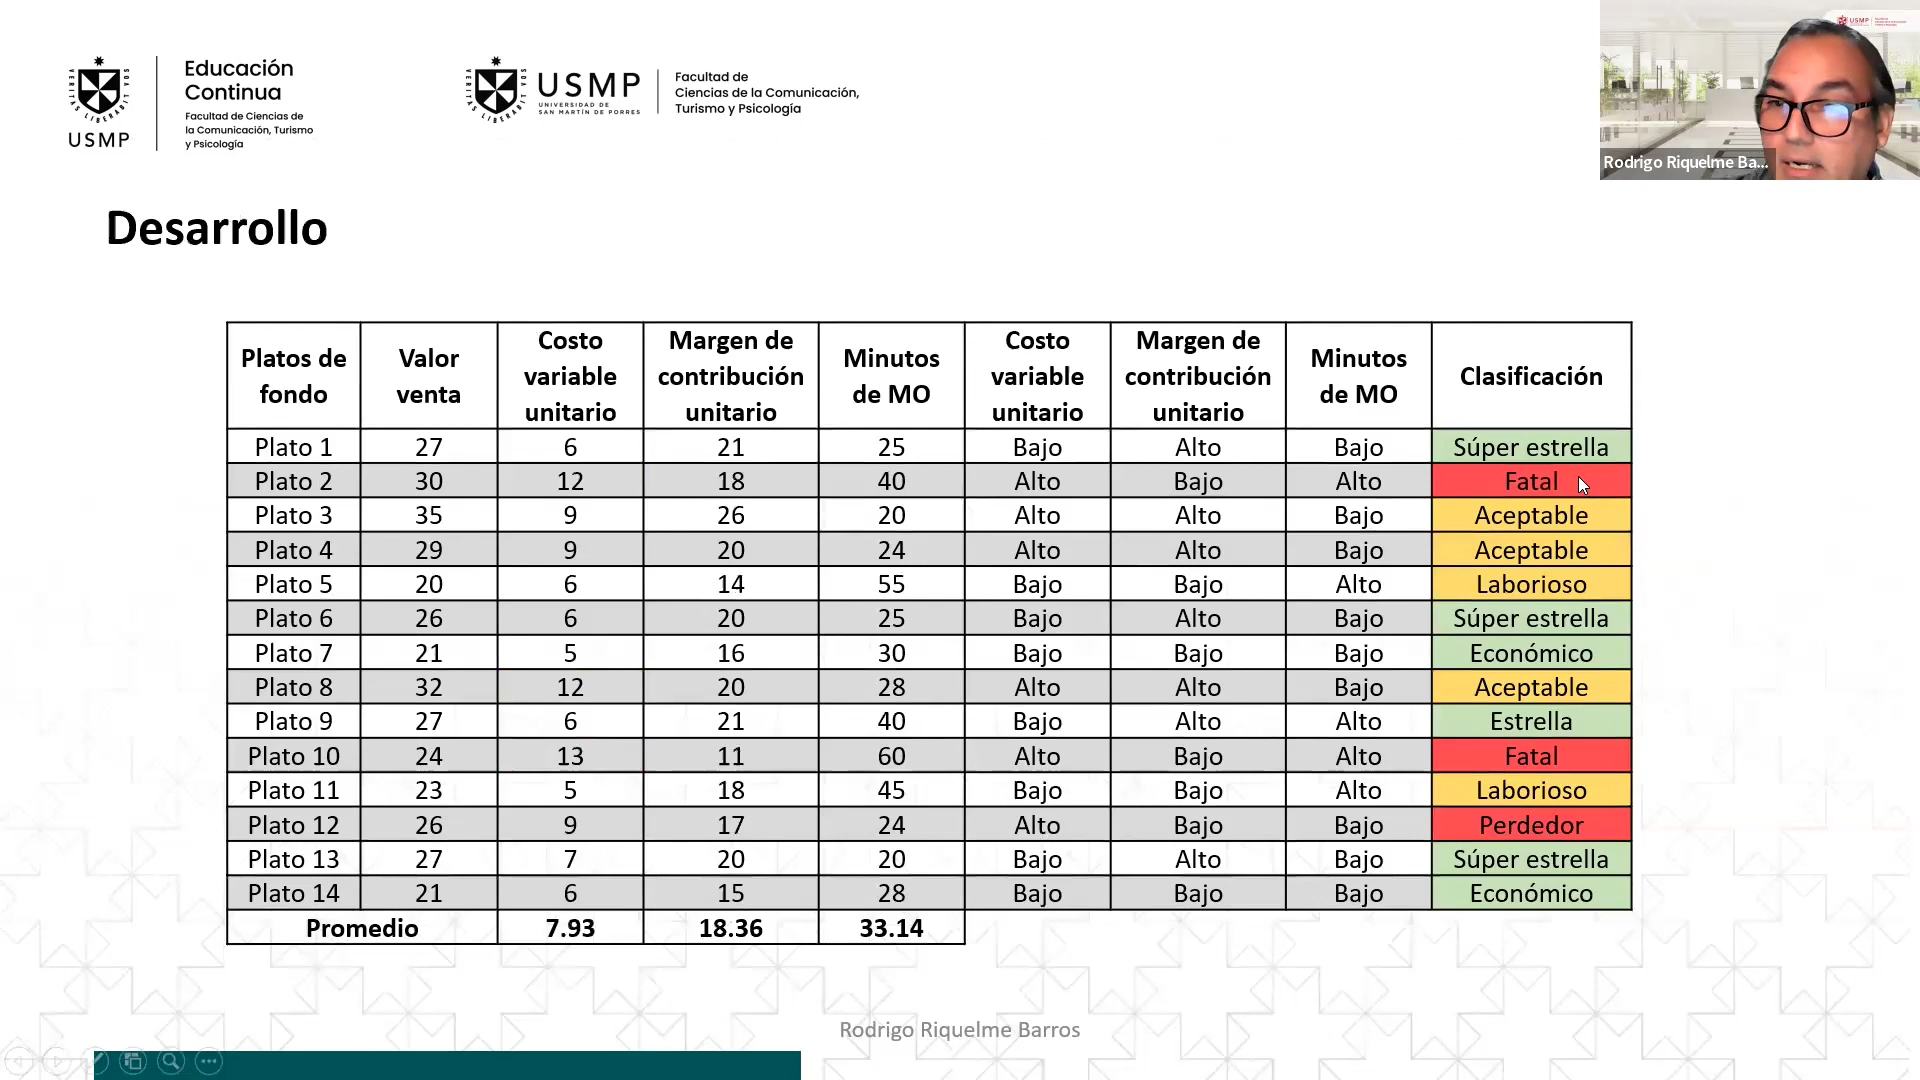 Educación
Continua
Facultad de Ciencias de
la Comunicación, Turismo
y Psicología
USMP
USMP
UNIVERSIDAD DE
SAN MARTÍN DE PORRES
Facultad de
Ciencias de la Comunicación,
Turismo y Psicología
USMP
Rodrigo Riquelme Ba...
Desarrollo
Platos de fondo Valor venta Costo variable unitario Margen de contribución unitario Minutos de MO Costo variable unitario Margen de contribución unitario Minutos de MO Clasificación
Plato 1 27 6 21 25 Bajo Alto Bajo Súper estrella
Plato 2 30 12 18 40 Alto Bajo Alto Fatal
Plato 3 35 9 26 20 Alto Alto Bajo Aceptable
Plato 4 29 9 20 24 Alto Alto Bajo Aceptable
Plato 5 20 6 14 55 Bajo Bajo Alto Laborioso
Plato 6 26 6 20 25 Bajo Alto Bajo Súper estrella
Plato 7 21 5 16 30 Bajo Bajo Bajo Económico
Plato 8 32 12 20 28 Alto Alto Bajo Aceptable
Plato 9 27 6 21 40 Bajo Alto Alto Estrella
Plato 10 24 13 11 60 Alto Bajo Alto Fatal
Plato 11 23 5 18 45 Bajo Bajo Alto Laborioso
Plato 12 26 9 17 24 Alto Bajo Bajo Perdedor
Plato 13 27 7 20 20 Bajo Alto Bajo Súper estrella
Plato 14 21 6 15 28 Bajo Bajo Bajo Económico
Promedio 7.93 18.36 33.14
Rodrigo Riquelme Barros